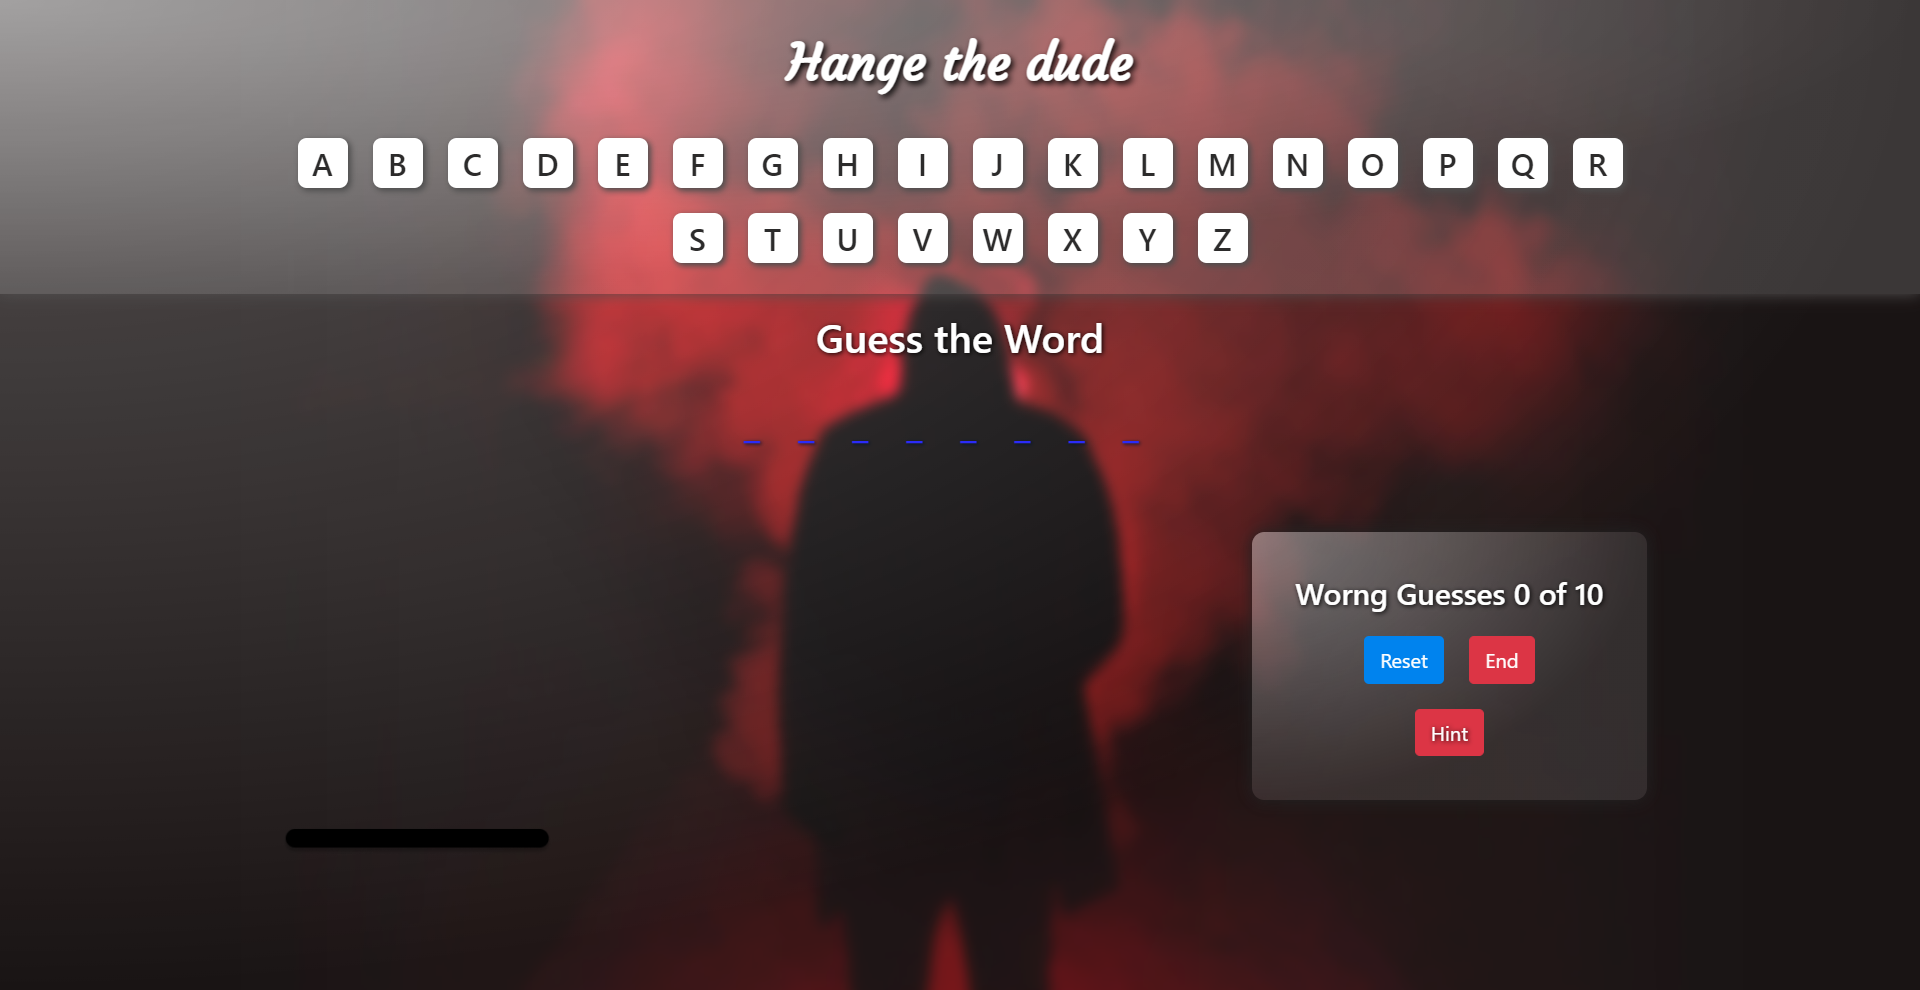 Hange the dude
A B C D E F G H I J K L M N O P Q R
S T U V W X Y Z
Guess the Word
_ _ _ _ _ _ _ _
Worng Guesses 0 of 10
Reset End
Hint